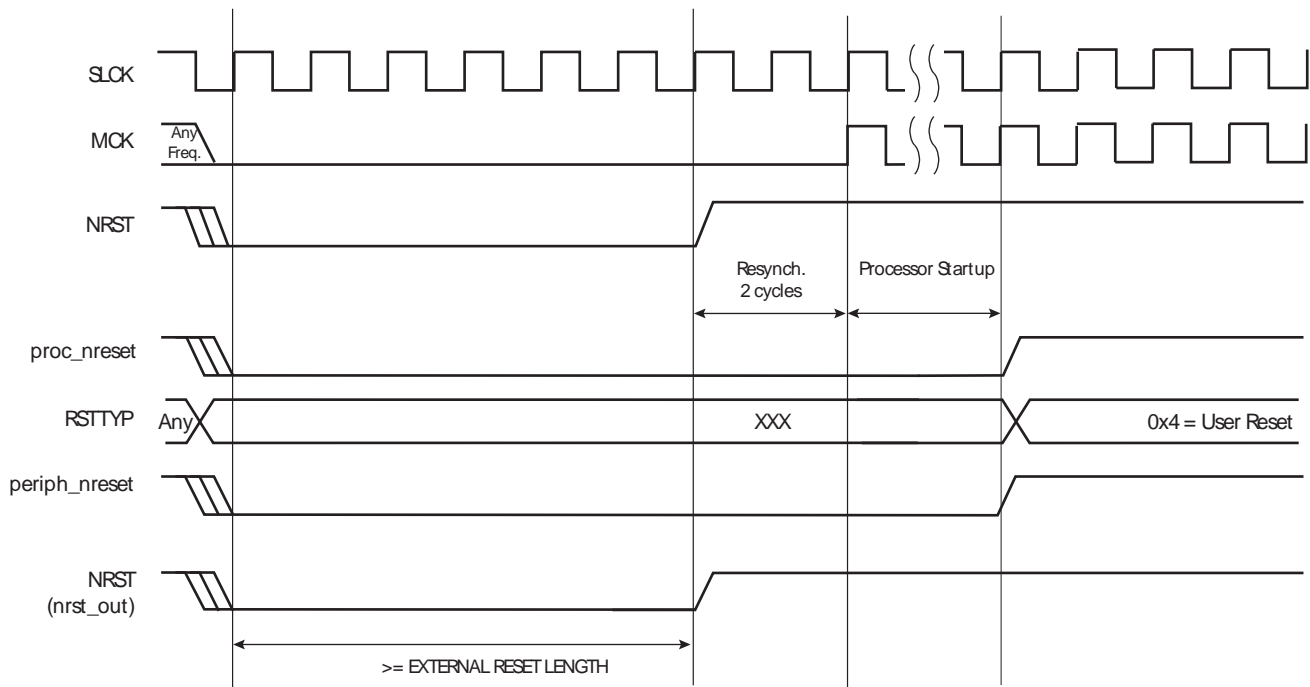 SLCK
MCK
Any
Freq.
NRST
Resynch.
2 cycles
Processor Startup
proc_nreset
RSTTYP
Any
XXX
0x4 = User Reset
periph_nreset
NRST
(nrst_out)
>= EXTERNAL RESET LENGTH